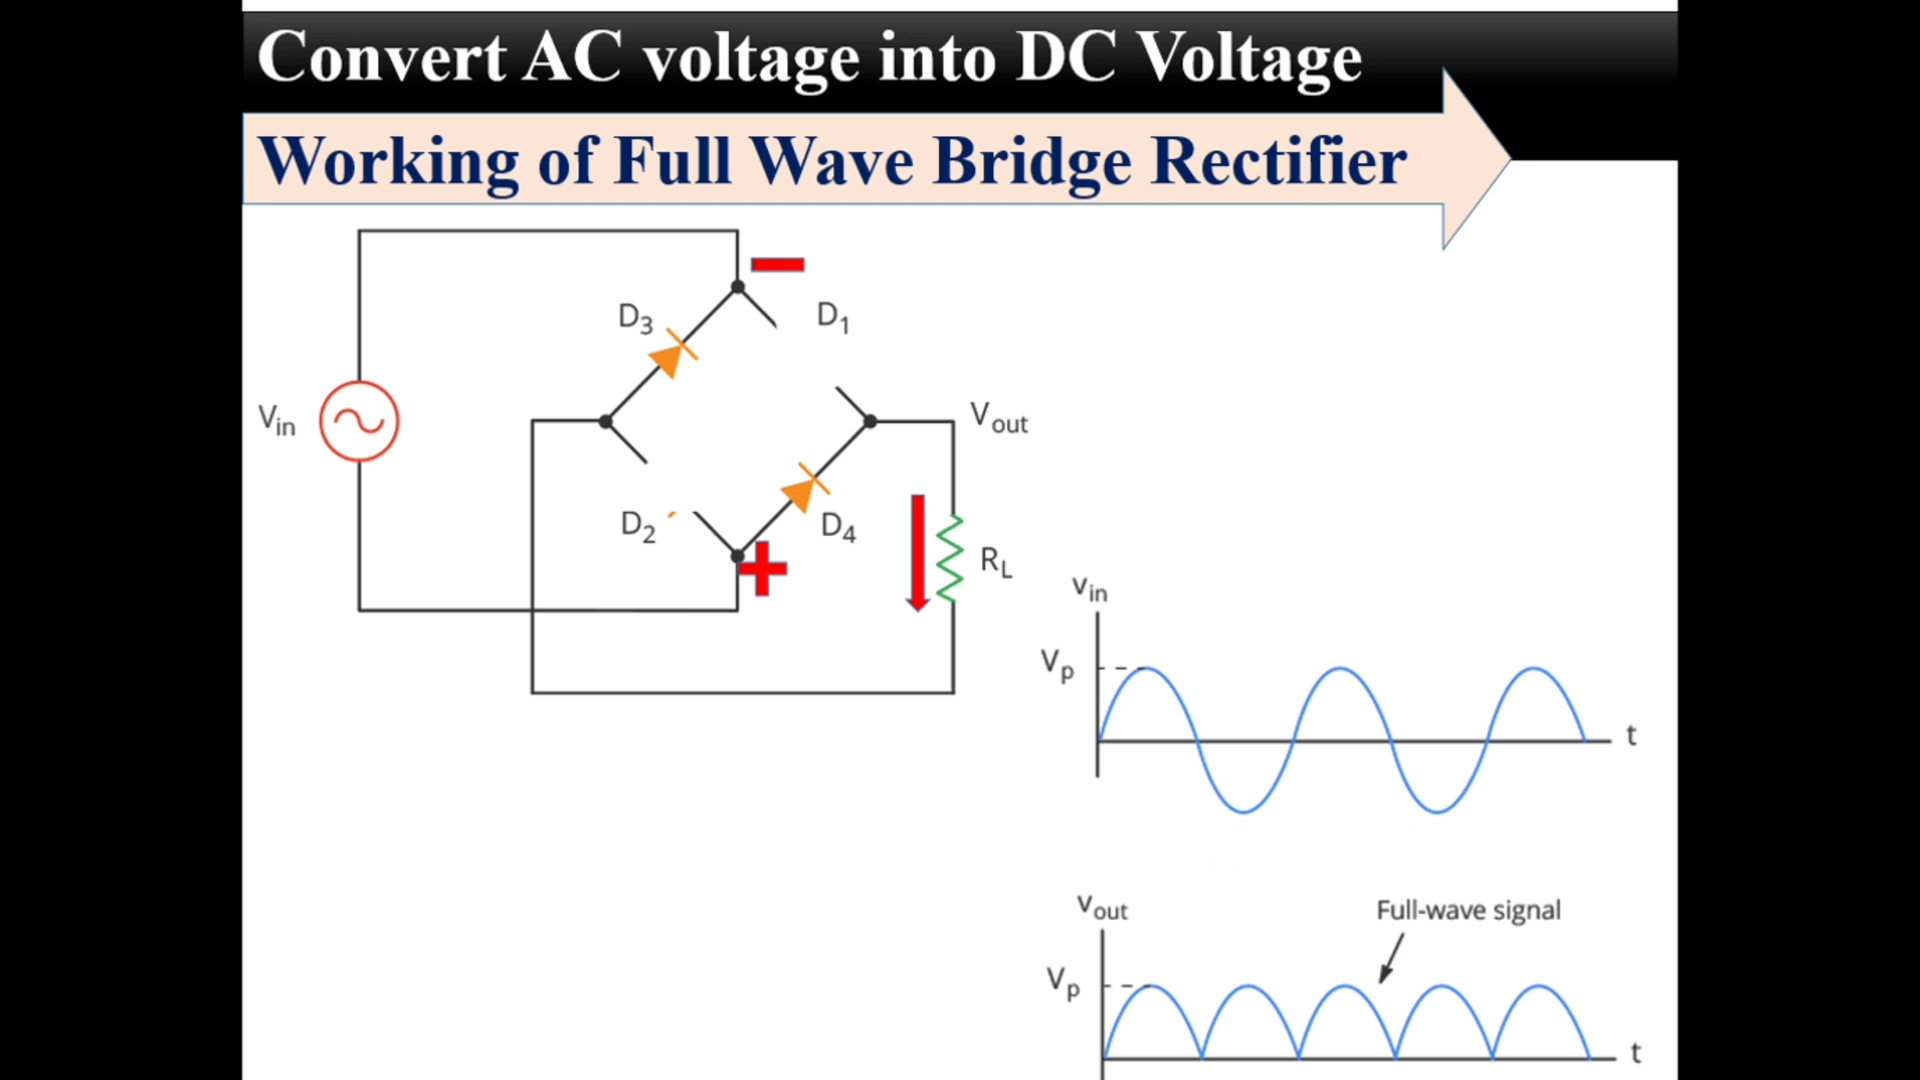 Convert AC voltage into DC Voltage
Working of Full Wave Bridge Rectifier
D3
D1
Vin
Vout
D2
D4
RL
vin
Vp
t
vout
Full-wave signal
Vp
t